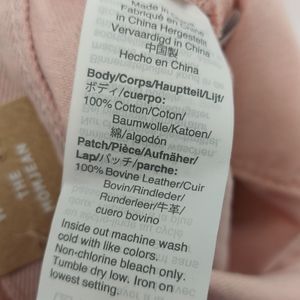 Made in China
Fabriqué en Chine
In China Hergestellt
Vervaardigd in China
中国製
Hecho en China
Body/Corps/Hauptteil/Lijf/
ボディ/cuerpo:
100% Cotton/Coton/
Baumwolle/Katoen/
綿/algodón
Patch/Pièce/Aufnäher/
Lap/パッチ/parche:
100% Bovine Leather/Cuir
Bovin/Rindleder/
Runderleer/牛革/
cuero bovino
Inside out machine wash
cold with like colors.
Non-chlorine bleach only.
Tumble dry low. Iron on
lowest setting.
THE